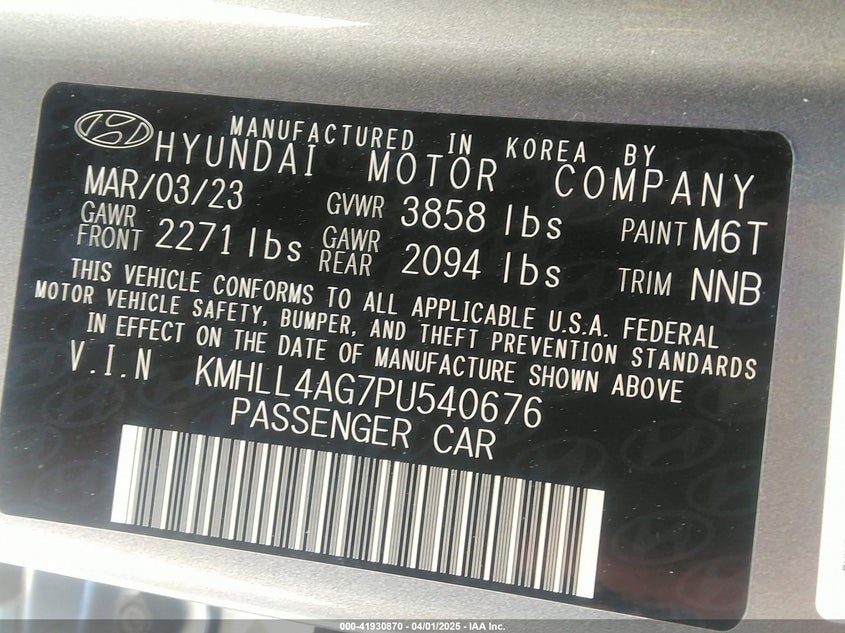 MANUFACTURED IN KOREA BY
HYUNDAI MOTOR COMPANY
MAR/03/23 GVWR 3858 lbs PAINT M6T
GAWR FRONT 2271 lbs GAWR REAR 2094 lbs TRIM NNB
THIS VEHICLE CONFORMS TO ALL APPLICABLE U.S.A. FEDERAL
MOTOR VEHICLE SAFETY, BUMPER, AND THEFT PREVENTION STANDARDS
IN EFFECT ON THE DATE OF MANUFACTURE SHOWN ABOVE
V.I.N KMHLL4AG7PU540676
PASSENGER CAR
000-41930870 - 04/01/2025 - IAA Inc.